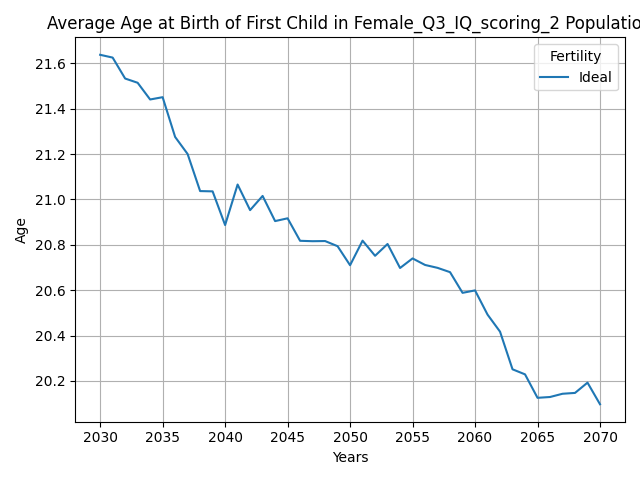 Average Age at Birth of First Child in Female_Q3_IQ_scoring_2 Populatio
Fertility
Ideal
21.6
21.4
21.2
21.0
20.8
20.6
20.4
20.2
Age
2030 2035 2040 2045 2050 2055 2060 2065 2070
Years